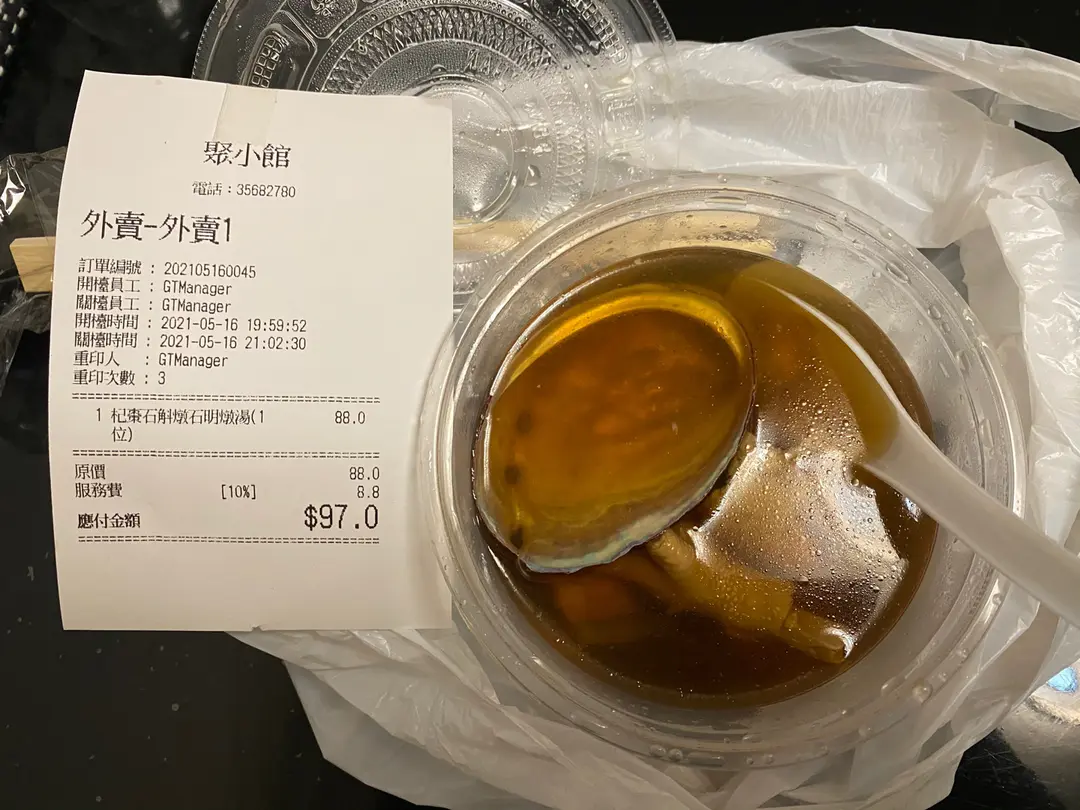 聚小館
電話：35682780
外賣-外賣1
訂單編號 : 202105160045
開檯員工 : GTManager
關檯員工 : GTManager
開檯時間 : 2021-05-16 19:59:52
關檯時間 : 2021-05-16 21:02:30
重印人 : GTManager
重印次數 : 3
1 杞棗石斛燉石明燉湯(1 88.0
位)
原價 88.0
服務費 [10%] 8.8
應付金額 $97.0